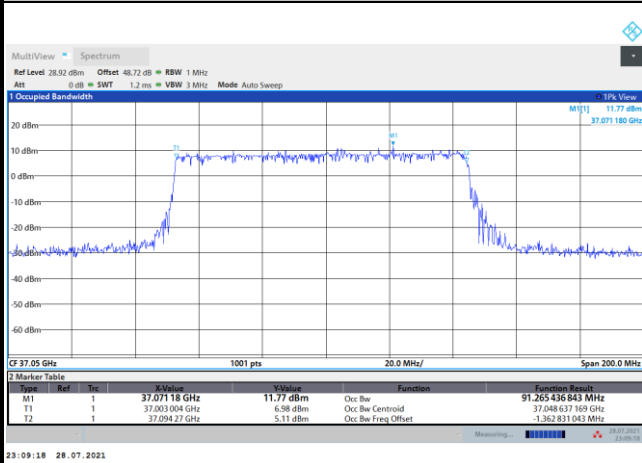 MultiView Spectrum
Ref Level 28.92 dBm Offset 48.72 dB RBW 1 MHz
Att 0 dB SWT 1.2 ms VBW 3 MHz Mode Auto Sweep
1 Occupied Bandwidth 1Pk View
M1[1] 11.77 dBm
37.071 180 GHz
20 dBm
M1
T1
10 dBm
0 dBm
-10 dBm
-20 dBm
-30 dBm
-40 dBm
-50 dBm
-60 dBm
CF 37.05 GHz 1001 pts 20.0 MHz/ Span 200.0 MHz
2 Marker Table
Type Ref Trc X-Value Y-Value Function Function Result
M1 1 37.071 18 GHz 11.77 dBm Occ Bw 91.265 436 843 MHz
T1 1 37.003 004 GHz 6.98 dBm Occ Bw Centroid 37.048 637 169 GHz
T2 1 37.094 27 GHz 5.11 dBm Occ Bw Freq Offset -1.362 831 043 MHz
Measuring... 28.07.2021
23:09:18
23:09:18 28.07.2021